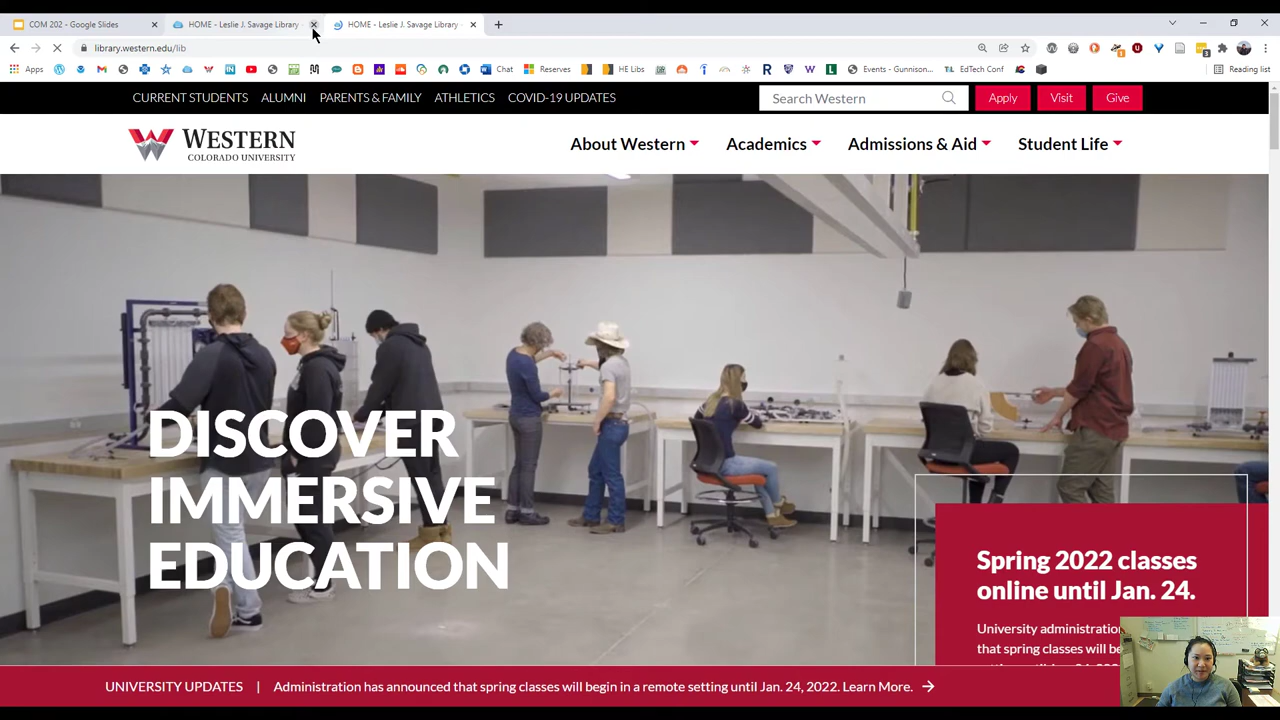 COM 202 - Google Slides
HOME - Leslie J. Savage Library
HOME - Leslie J. Savage Library
library.western.edu/lib
Apps
Chat
Reserves
HE Libs
Events - Gunnison...
EdTech Conf
Reading list
CURRENT STUDENTS ALUMNI PARENTS & FAMILY ATHLETICS COVID-19 UPDATES
Search Western
Apply
Visit
Give
WESTERN
COLORADO UNIVERSITY
About Western
Academics
Admissions & Aid
Student Life
DISCOVER
IMMERSIVE
EDUCATION
Spring 2022 classes
online until Jan. 24.
University administration
that spring classes will be
UNIVERSITY UPDATES | Administration has announced that spring classes will begin in a remote setting until Jan. 24, 2022. Learn More.